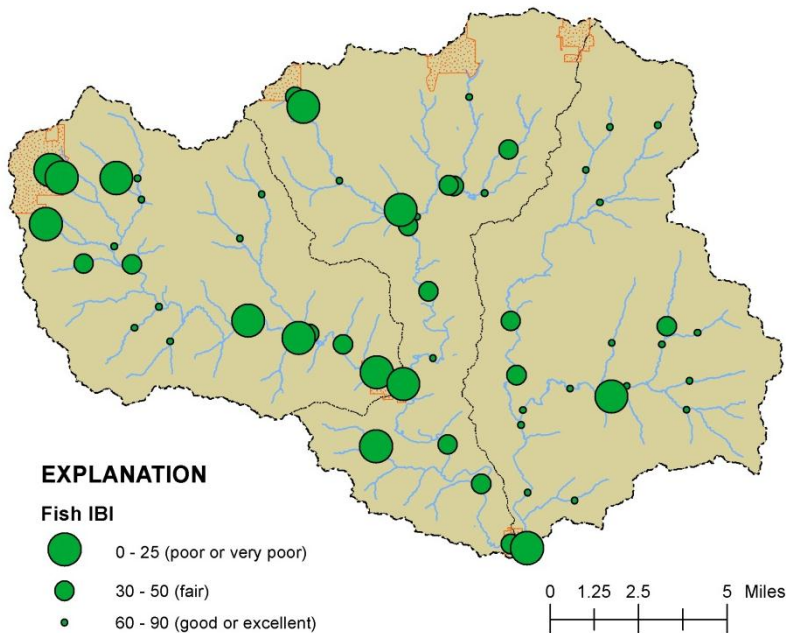 EXPLANATION
Fish IBI
0 - 25 (poor or very poor)
30 - 50 (fair)
60 - 90 (good or excellent)
0 1.25 2.5 5 Miles